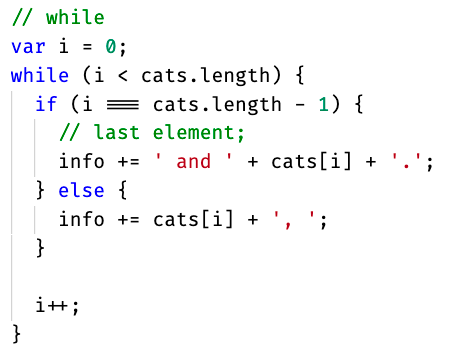 // while
var i = 0;
while (i < cats.length) {
if (i === cats.length - 1) {
// last element;
info += ' and ' + cats[i] + '.';
} else {
info += cats[i] + ', ';
}
i++;
}